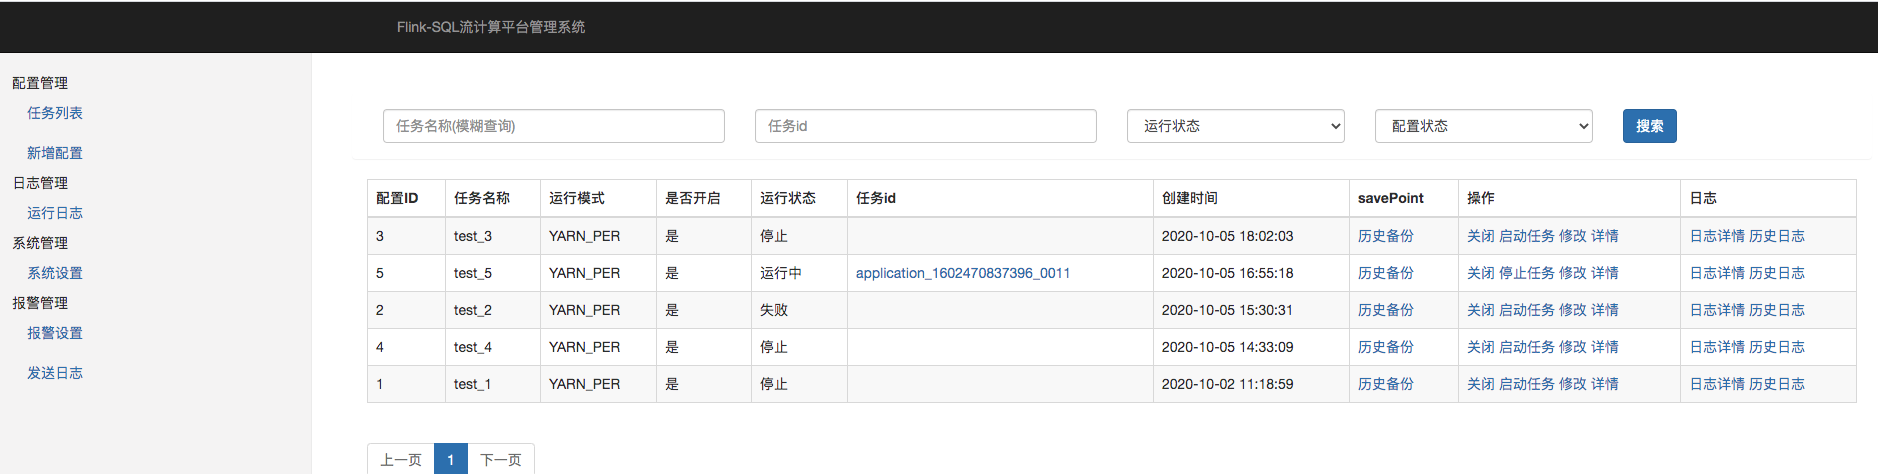 Flink-SQL流计算平台管理系统
配置管理
任务列表
新增配置
日志管理
运行日志
系统管理
系统设置
报警管理
报警设置
发送日志
任务名称(模糊查询) 任务id 运行状态 配置状态 搜索
配置ID 任务名称 运行模式 是否开启 运行状态 任务id 创建时间 savePoint 操作 日志
3 test_3 YARN_PER 是 停止 2020-10-05 18:02:03 历史备份 关闭 启动任务 修改 详情 日志详情 历史日志
5 test_5 YARN_PER 是 运行中 application_1602470837396_0011 2020-10-05 16:55:18 历史备份 关闭 停止任务 修改 详情 日志详情 历史日志
2 test_2 YARN_PER 是 失败 2020-10-05 15:30:31 历史备份 关闭 启动任务 修改 详情 日志详情 历史日志
4 test_4 YARN_PER 是 停止 2020-10-05 14:33:09 历史备份 关闭 启动任务 修改 详情 日志详情 历史日志
1 test_1 YARN_PER 是 停止 2020-10-02 11:18:59 历史备份 关闭 启动任务 修改 详情 日志详情 历史日志
上一页 1 下一页